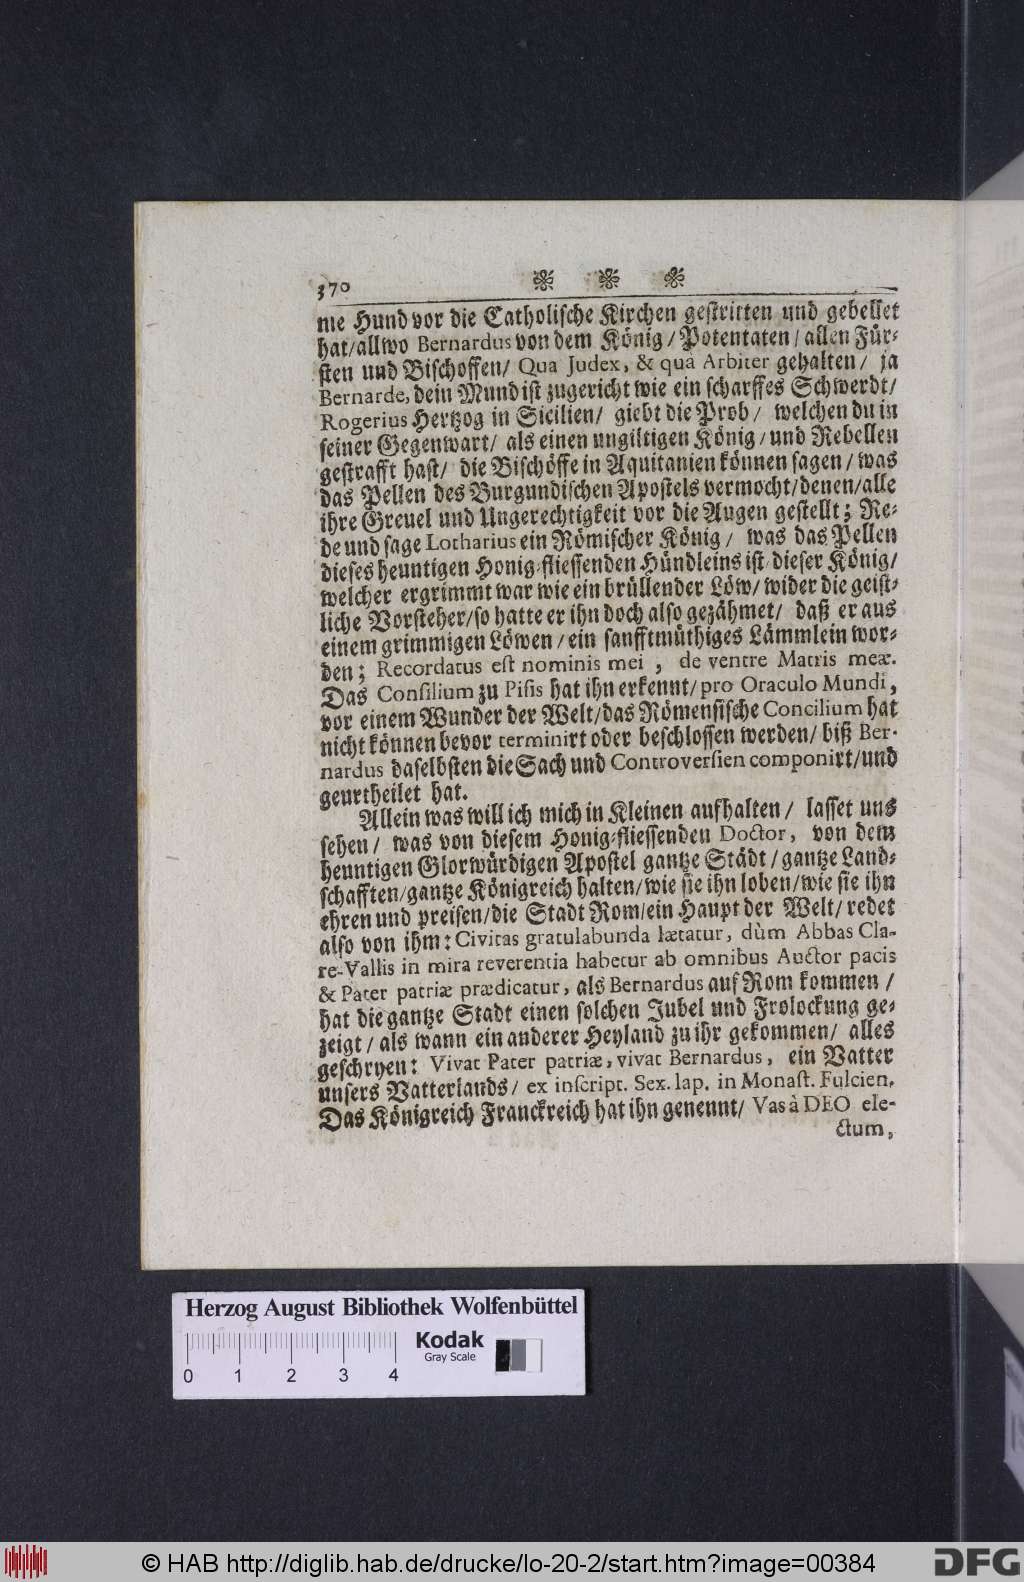 370
nie Hund vor die Catholische Kirchen gestritten und gebellet
hat/allwo Bernardus von dem König/Potentaten/allen Für-
sten und Bischoffen/ Qua Judex, & quà Arbiter gehalten/ ja
Bernarde, dein Mund ist zugericht wie ein scharffes Schwerdt/
Rogerius Hertzog in Sicilien/ giebt die Prob/ welchen du in
seiner Gegenwart/ als einen ungiltigen König/und Rebellen
gestrafft hast/ die Bischöffe in Aquitanien können sagen/was
das Pellen des Burgundischen Apostels vermocht/denen/alle
ihre Greuel und Ungerechtigkeit vor die Augen gestellt; Re-
de und sage Lotharius ein Römischer König/ was das Pellen
dieses heuntigen Honig-fliessenden Hündleins ist/dieser König/
welcher ergrimmt war wie ein brüllender Löw/wider die geist-
liche Vorsteher/so hatte er ihn doch also gezähmet/ daß er aus
einem grimmigen Löwen/ein sanfftmüthiges Lämmlein wor-
den; Recordatus est nominis mei, de ventre Matris meæ.
Das Consilium zu Pisis hat ihn erkennt/pro Oraculo Mundi,
vor einem Wunder der Welt/das Römensische Concilium hat
nicht können bevor terminirt oder beschlossen werden/biß Ber-
nardus daselbsten die Sach und Controversien componirt/und
geurtheilet hat.
Allein was will ich mich in Kleinen aufhalten/ lasset uns
sehen/ was von diesem Honig-fliessenden Doctor, von dem
heuntigen Glorwürdigen Apostel gantze Städt/gantze Land-
schafften/gantze Königreich halten/wie sie ihn loben/wie sie ihn
ehren und preisen/die Stadt Rom/ein Haupt der Welt/redet
also von ihm: Civitas gratulabunda lætatur, dùm Abbas Cla-
re-Vallis in mira reverentia habetur ab omnibus Auctor pacis
& Pater patriæ prædicatur, als Bernardus auf Rom kommen/
hat die gantze Stadt einen solchen Jubel und Frolockung ge-
zeigt/als wann ein anderer Heyland zu ihr gekommen/ alles
geschryen: Vivat Pater patriæ, vivat Bernardus, ein Vatter
unsers Vatterlands/ ex inscript. Sex. lap. in Monast. Fulcien.
Das Königreich Franckreich hat ihn genennt/ Vas à DEO ele-
ctum,
Herzog August Bibliothek Wolfenbüttel
Kodak
Gray Scale
0 1 2 3 4
© HAB http://diglib.hab.de/drucke/lo-20-2/start.htm?image=00384
DFG